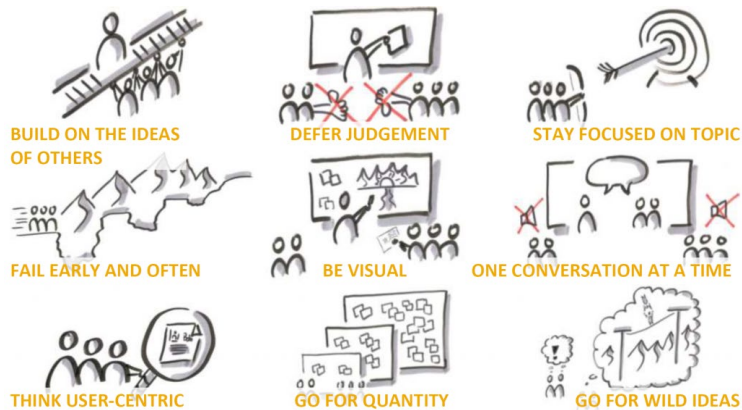 BUILD ON THE IDEAS
OF OTHERS
DEFER JUDGEMENT
STAY FOCUSED ON TOPIC
FAIL EARLY AND OFTEN
BE VISUAL
ONE CONVERSATION AT A TIME
THINK USER-CENTRIC
GO FOR QUANTITY
!
GO FOR WILD IDEAS